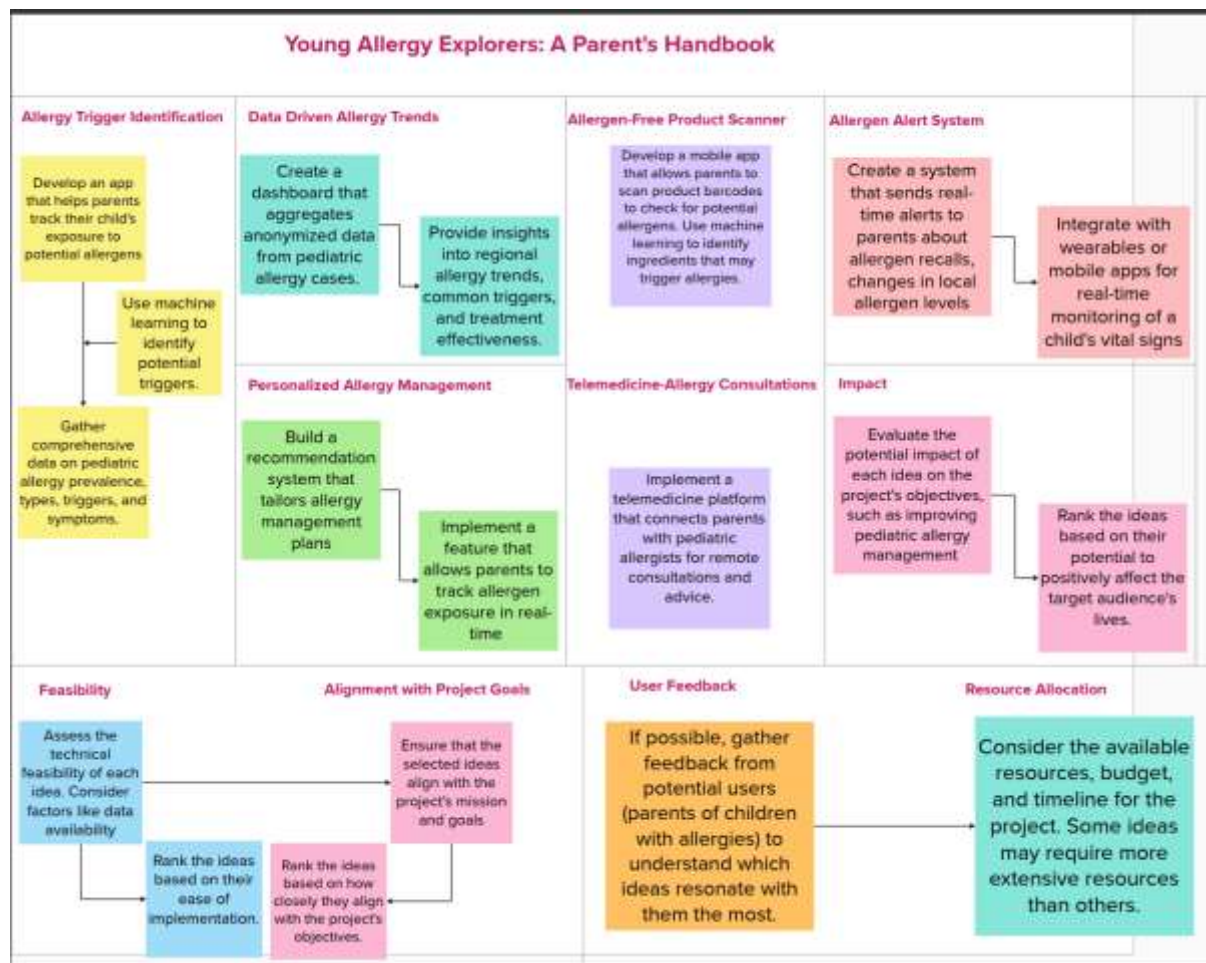 Young Allergy Explorers: A Parent's Handbook
Allergy Trigger Identification
Develop an app
that helps parents
track their child's
exposure to
potential allergens
Use machine
learning to
identify
potential
triggers.
Gather
comprehensive
data on pediatric
allergy prevalence,
types, triggers, and
symptoms.
Data Driven Allergy Trends
Create a
dashboard that
aggregates
anonymized data
from pediatric
allergy cases.
Provide insights
into regional
allergy trends,
common triggers,
and treatment
effectiveness.
Allergen-Free Product Scanner
Develop a mobile app
that allows parents to
scan product barcodes
to check for potential
allergens. Use machine
learning to identify
ingredients that may
trigger allergies.
Allergen Alert System
Create a system
that sends real-
time alerts to
parents about
allergen recalls,
changes in local
allergen levels
Integrate with
wearables or
mobile apps for
real-time
monitoring of a
child's vital signs
Personalized Allergy Management
Build a
recommendation
system that
tailors allergy
management
plans
Implement a
feature that
allows parents to
track allergen
exposure in real-
time
Telemedicine-Allergy Consultations
Implement a
telemedicine platform
that connects parents
with pediatric
allergists for remote
consultations and
advice.
Impact
Evaluate the
potential impact of
each idea on the
project's objectives,
such as improving
pediatric allergy
management
Rank the ideas
based on their
potential to
positively affect the
target audience's
lives.
Feasibility
Assess the
technical
feasibility of each
idea. Consider
factors like data
availability
Rank the ideas
based on their
ease of
implementation.
Alignment with Project Goals
Ensure that the
selected ideas
align with the
project's mission
and goals
Rank the ideas
based on how
closely they align
with the project's
objectives.
User Feedback
If possible, gather
feedback from
potential users
(parents of children
with allergies) to
understand which
ideas resonate with
them the most.
Resource Allocation
Consider the available
resources, budget,
and timeline for the
project. Some ideas
may require more
extensive resources
than others.